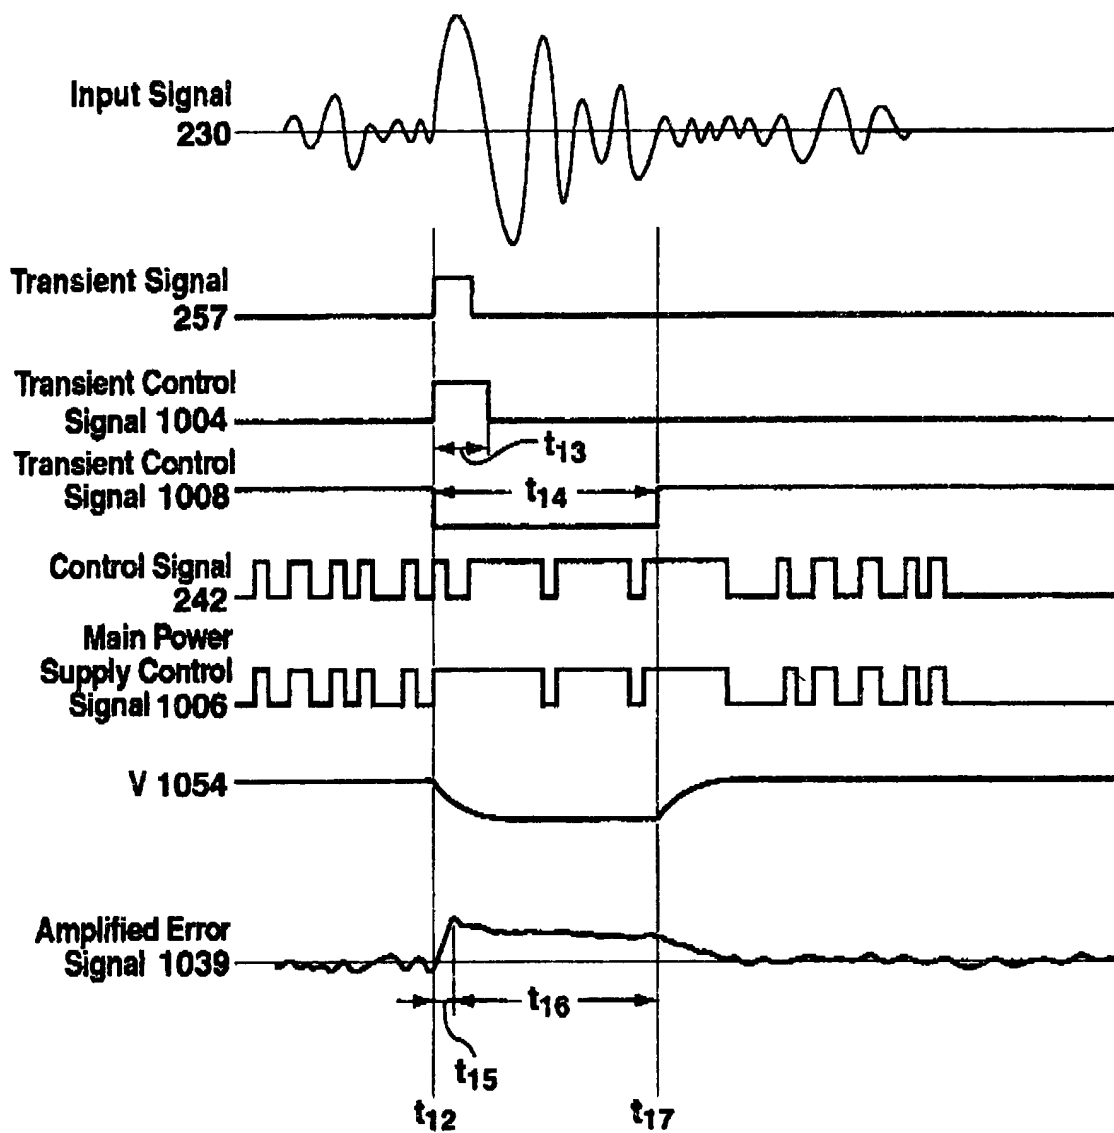 Input Signal
230
Transient Signal
257
Transient Control
Signal 1004
t13
Transient Control
Signal 1008
t14
Control Signal
242
Main Power
Supply Control
Signal 1006
V 1054
Amplified Error
Signal 1039
t16
t15
t12
t17